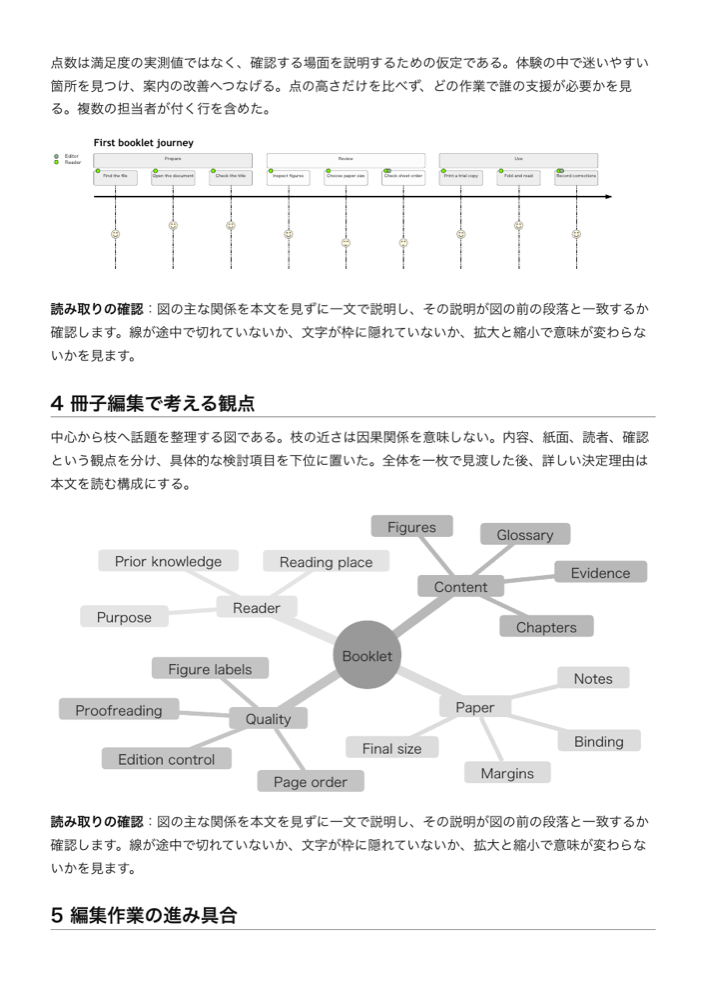 点数は満足度の実測値ではなく、確認する場面を説明するための仮定である。体験の中で迷いやすい
箇所を見つけ、案内の改善へつなげる。点の高さだけを比べず、どの作業で誰の支援が必要かを見
る。複数の担当者が付く行を含めた。
First booklet journey
Editor
Reader
Prepare
Review
Use
Find the file
Open the document
Check the title
Inspect figures
Choose paper size
Check sheet order
Print a trial copy
Fold and read
Record corrections
読み取りの確認：図の主な関係を本文を見ずに一文で説明し、その説明が図の前の段落と一致するか
確認します。線が途中で切れていないか、文字が枠に隠れていないか、拡大と縮小で意味が変わらな
いかを見ます。
4 冊子編集で考える観点
中心から枝へ話題を整理する図である。枝の近さは因果関係を意味しない。内容、紙面、読者、確認
という観点を分け、具体的な検討項目を下位に置いた。全体を一枚で見渡した後、詳しい決定理由は
本文を読む構成にする。
Figures
Glossary
Prior knowledge
Reading place
Evidence
Content
Reader
Purpose
Chapters
Booklet
Figure labels
Notes
Proofreading
Quality
Paper
Edition control
Final size
Binding
Page order
Margins
読み取りの確認：図の主な関係を本文を見ずに一文で説明し、その説明が図の前の段落と一致するか
確認します。線が途中で切れていないか、文字が枠に隠れていないか、拡大と縮小で意味が変わらな
いかを見ます。
5 編集作業の進み具合